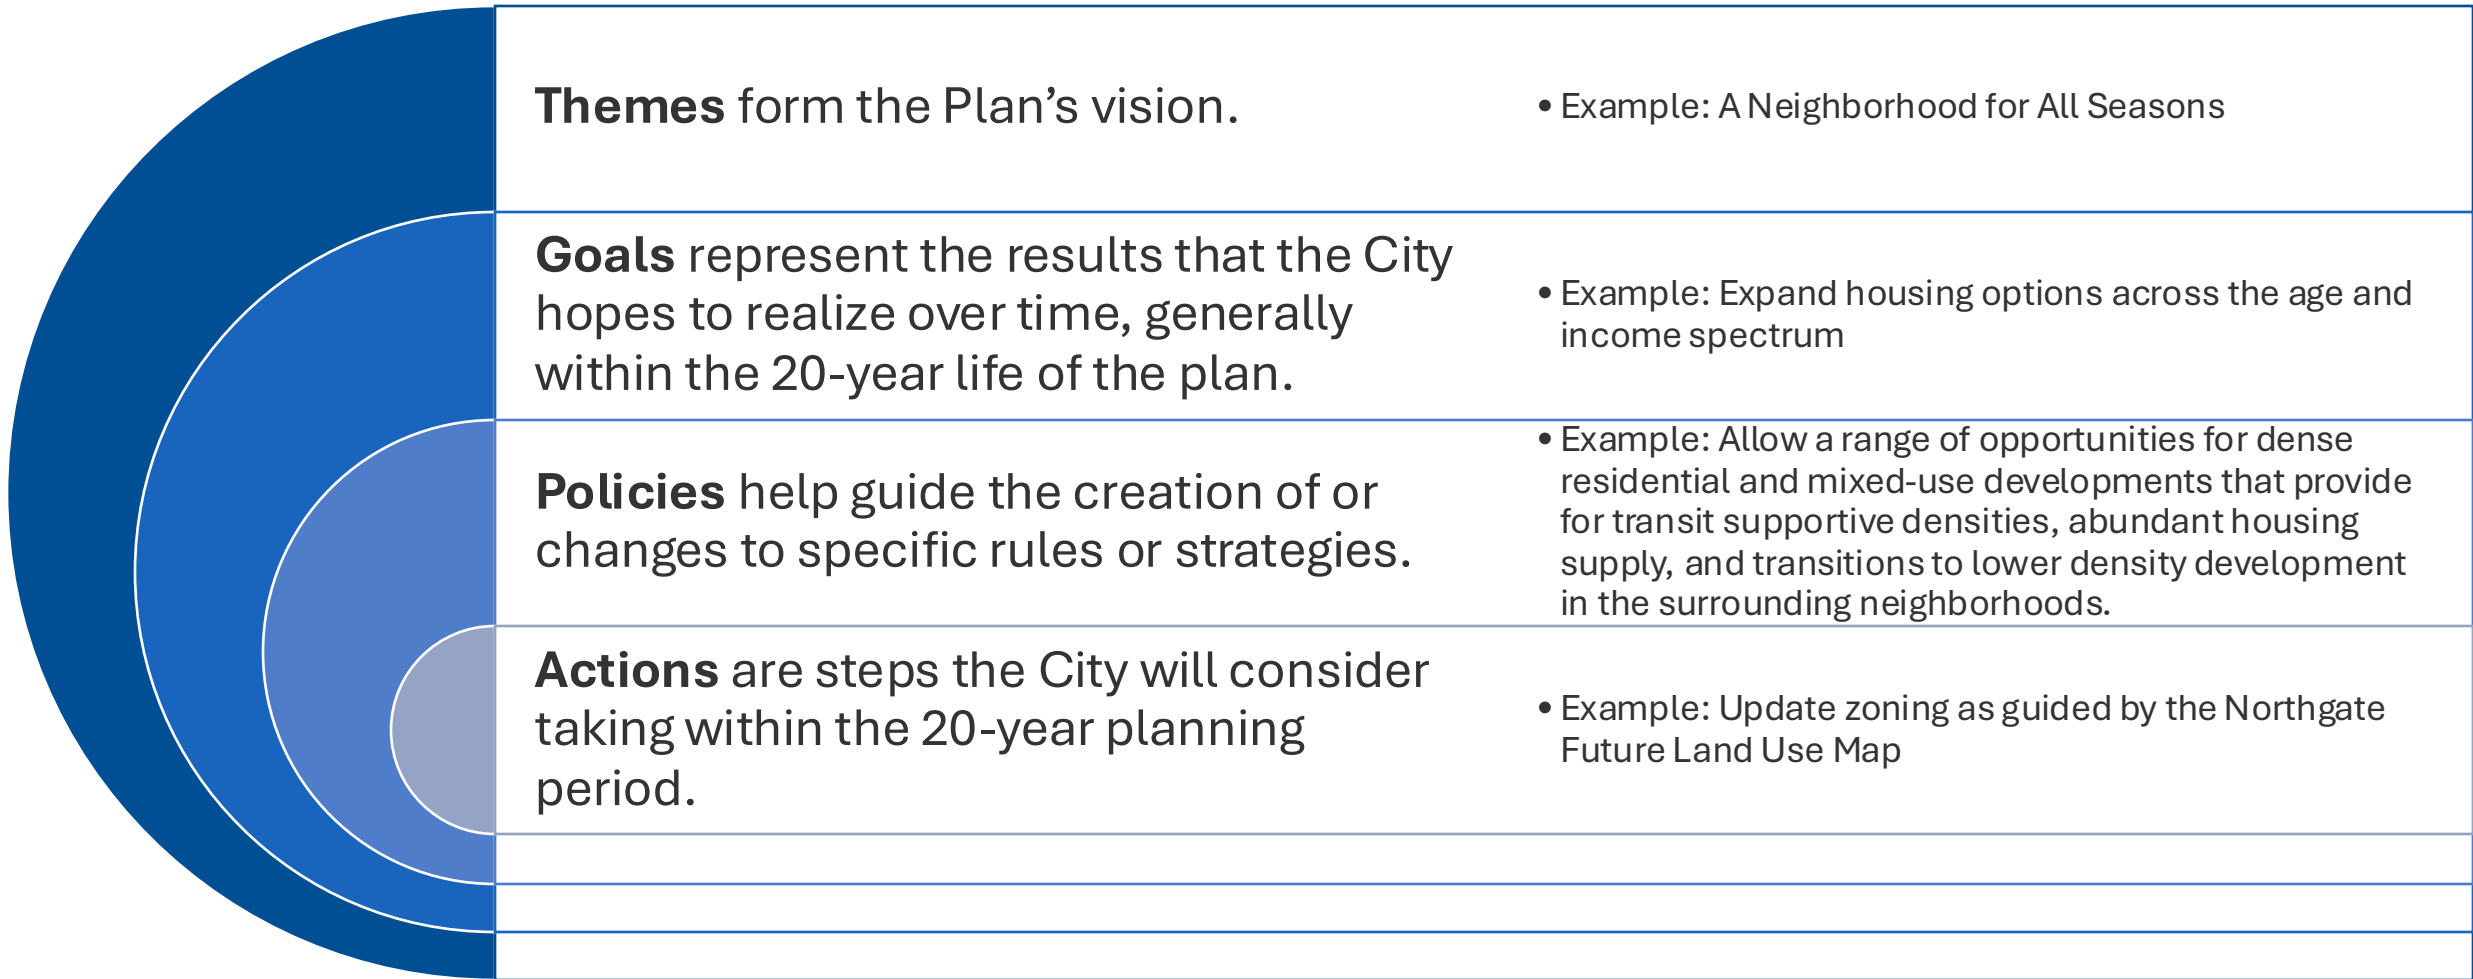 Themes form the Plan’s vision.
• Example: A Neighborhood for All Seasons
Goals represent the results that the City
hopes to realize over time, generally
within the 20-year life of the plan.
• Example: Expand housing options across the age and
income spectrum
Policies help guide the creation of or
changes to specific rules or strategies.
• Example: Allow a range of opportunities for dense
residential and mixed-use developments that provide
for transit supportive densities, abundant housing
supply, and transitions to lower density development
in the surrounding neighborhoods.
Actions are steps the City will consider
taking within the 20-year planning
period.
• Example: Update zoning as guided by the Northgate
Future Land Use Map